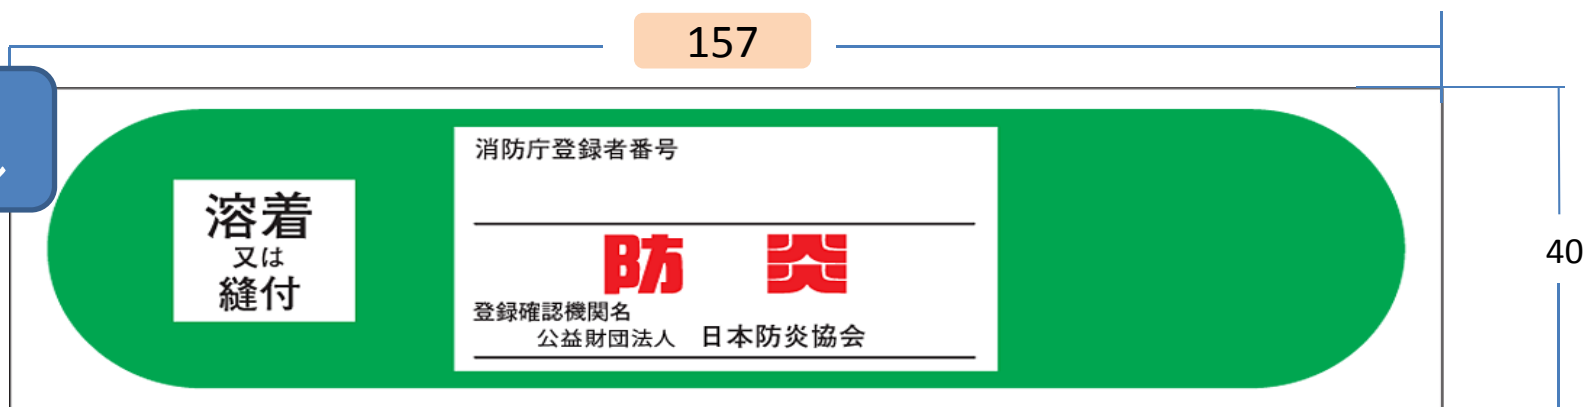 157
消防庁登録者番号
溶着
又は
縫付
防 炎
登録確認機関名
公益財団法人 日本防炎協会
40